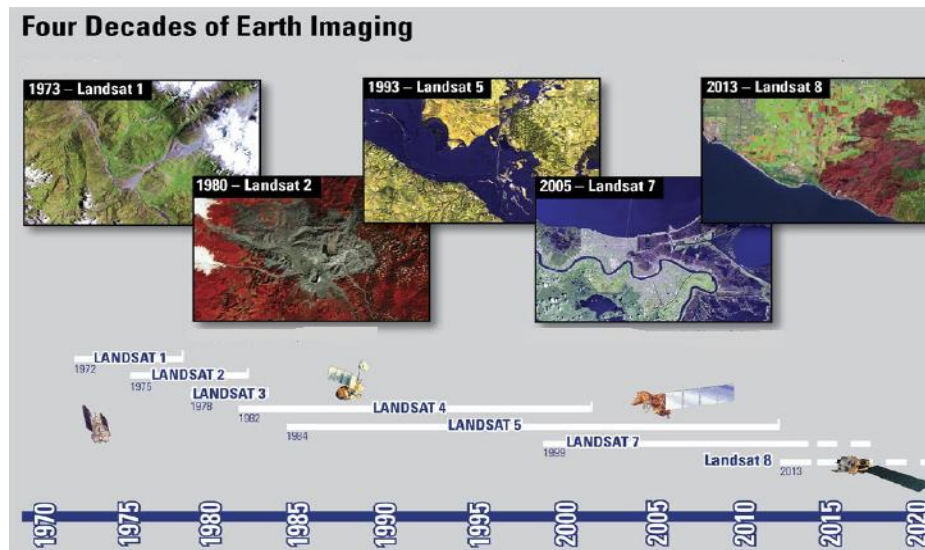 Four Decades of Earth Imaging
1973 – Landsat 1
1993 – Landsat 5
2013 – Landsat 8
1980 – Landsat 2
2005 – Landsat 7
LANDSAT 1
1972
LANDSAT 2
1975
LANDSAT 3
1978
LANDSAT 4
1982
LANDSAT 5
1984
LANDSAT 7
1999
Landsat 8
2013
1970
1975
1980
1985
1990
1995
2000
2005
2010
2015
2020